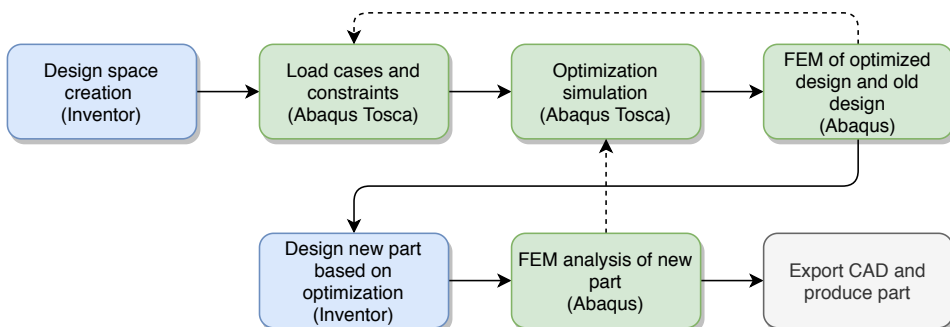 Design space
creation
(Inventor)
Load cases and
constraints
(Abaqus Tosca)
Optimization
simulation
(Abaqus Tosca)
FEM of optimized
design and old
design
(Abaqus)
Design new part
based on
optimization
(Inventor)
FEM analysis of new
part
(Abaqus)
Export CAD and
produce part